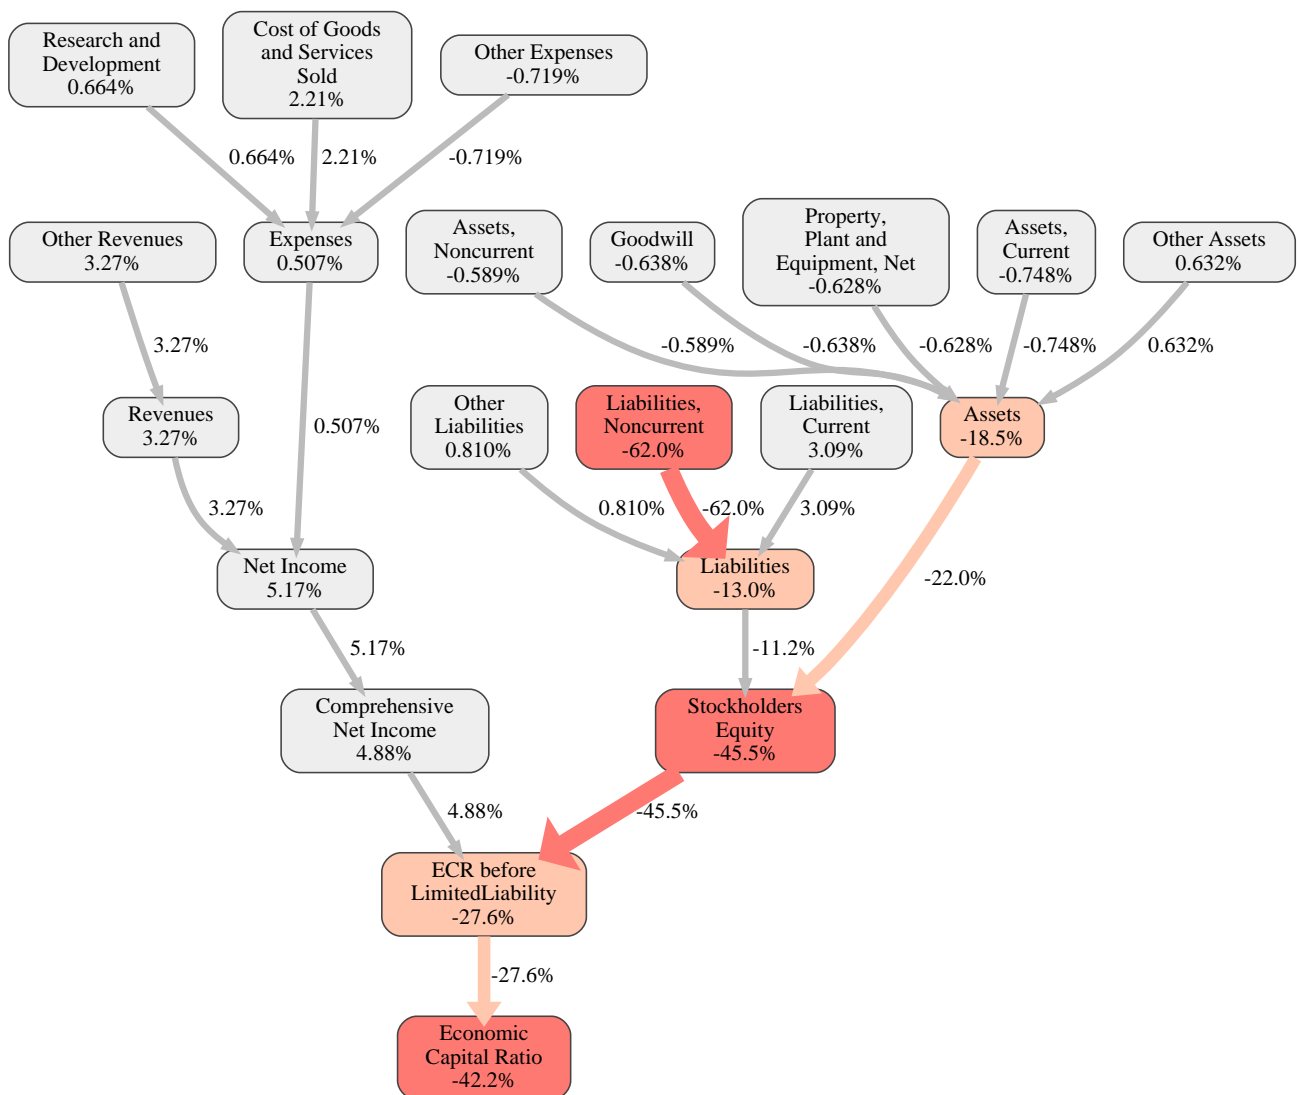 Research and
Development
0.664%
Cost of Goods
and Services
Sold
2.21%
Other Expenses
-0.719%
0.664%
2.21%
-0.719%
Other Revenues
3.27%
Expenses
0.507%
Assets,
Noncurrent
-0.589%
Goodwill
-0.638%
Property,
Plant and
Equipment, Net
-0.628%
Assets,
Current
-0.748%
Other Assets
0.632%
3.27%
-0.589%
-0.638%
-0.628%
-0.748%
0.632%
Revenues
3.27%
0.507%
Other
Liabilities
0.810%
Liabilities,
Noncurrent
-62.0%
Liabilities,
Current
3.09%
Assets
-18.5%
3.27%
0.810%
-62.0%
3.09%
-22.0%
Net Income
5.17%
Liabilities
-13.0%
5.17%
-11.2%
Comprehensive
Net Income
4.88%
Stockholders
Equity
-45.5%
4.88%
-45.5%
ECR before
LimitedLiability
-27.6%
-27.6%
Economic
Capital Ratio
-42.2%